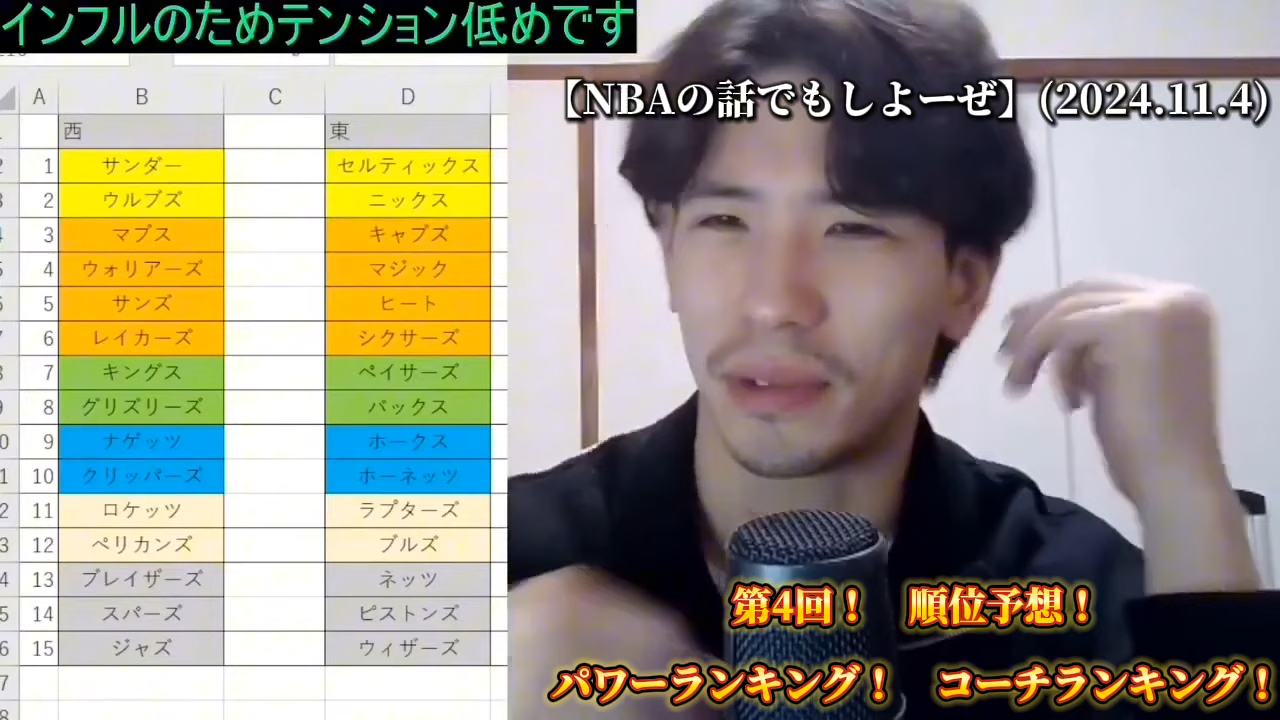 インフルのためテンション低めです
【NBAの話でもしよーぜ】(2024.11.4)
A B C D
西 東
1 サンダー セルティックス
2 ウルブズ ニックス
3 マブス キャブズ
4 ウォリアーズ マジック
5 サンズ ヒート
6 レイカーズ シクサーズ
7 キングス ペイサーズ
8 グリズリーズ バックス
9 ナゲッツ ホークス
10 クリッパーズ ホーネッツ
11 ロケッツ ラプターズ
12 ペリカンズ ブルズ
13 ブレイザーズ ネッツ
14 スパーズ ピストンズ
15 ジャズ ウィザーズ
第4回！ 順位予想！
パワーランキング！ コーチランキング！